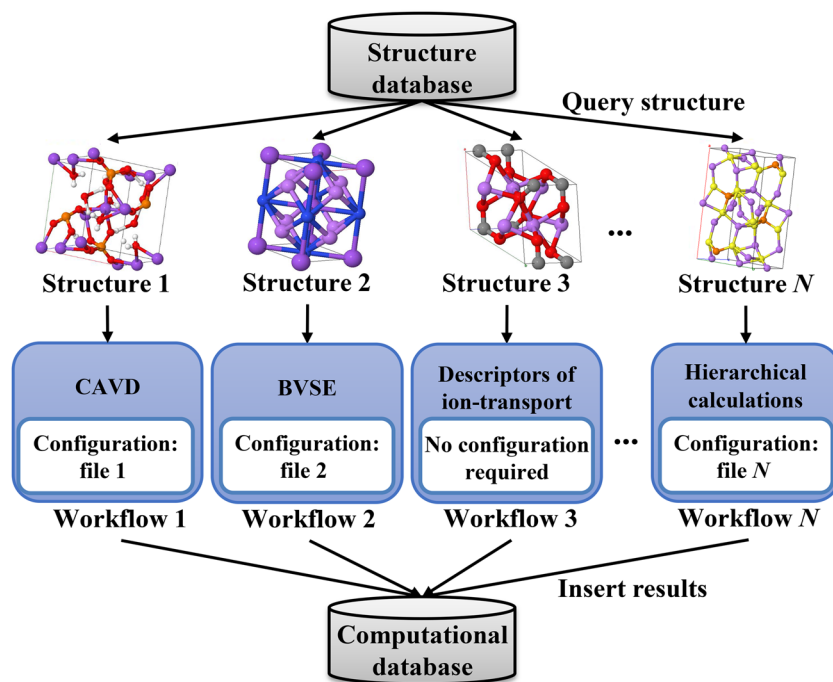 Structure
database
Query structure
Structure 1
Structure 2
Structure 3
...
Structure N
CAVD
Configuration:
file 1
BVSE
Configuration:
file 2
Descriptors of
ion-transport
No configuration
required
...
Hierarchical
calculations
Configuration:
file N
Workflow 1
Workflow 2
Workflow 3
Workflow N
Insert results
Computational
database